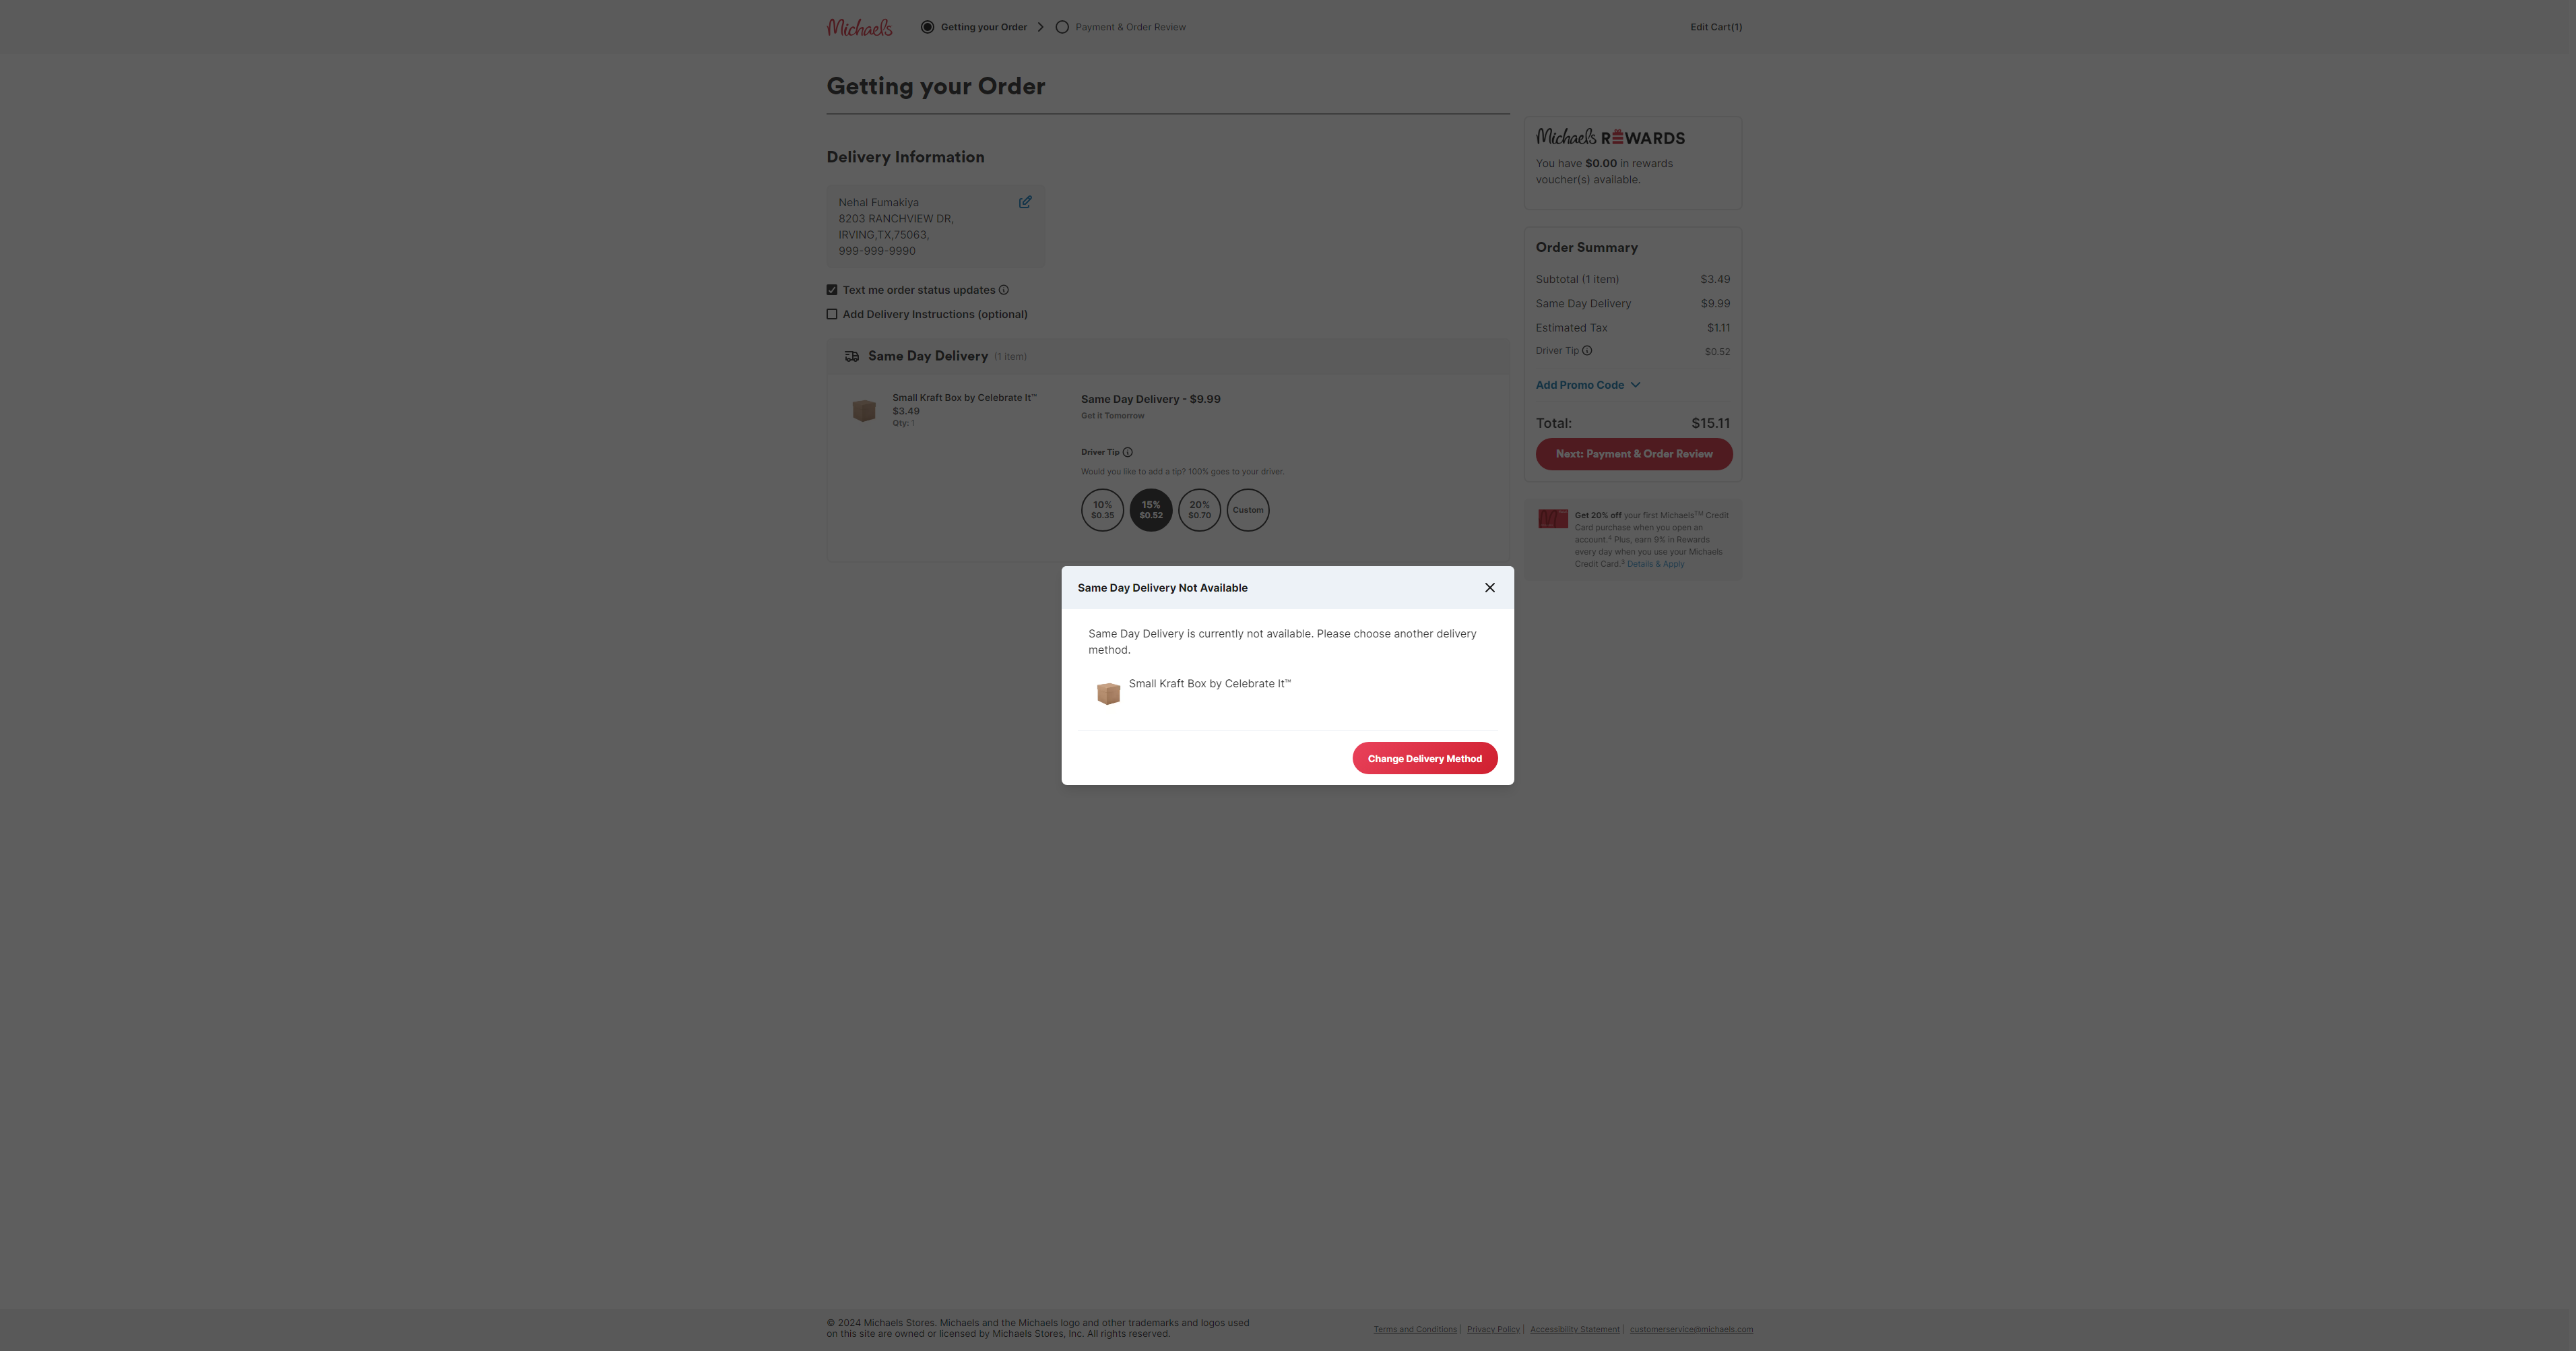 Michaels
Getting your Order
Payment & Order Review
Edit Cart(1)
Getting your Order
Delivery Information
Nehal Fumakiya
8203 RANCHVIEW DR,
IRVING,TX,75063,
999-999-9990
Text me order status updates
Add Delivery Instructions (optional)
Same Day Delivery (1 item)
Small Kraft Box by Celebrate It™
$3.49
Qty: 1
Same Day Delivery - $9.99
Get it Tomorrow
Driver Tip
Would you like to add a tip? 100% goes to your driver.
10%
$0.35
15%
$0.52
20%
$0.70
Custom
Michaels REWARDS
You have $0.00 in rewards
voucher(s) available.
Order Summary
Subtotal (1 item) $3.49
Same Day Delivery $9.99
Estimated Tax $1.11
Driver Tip $0.52
Add Promo Code
Total: $15.11
Next: Payment & Order Review
Get 20% off your first Michaels™ Credit
Card purchase when you open an
account.⁴ Plus, earn 9% in Rewards
every day when you use your Michaels
Credit Card.³ Details & Apply
Same Day Delivery Not Available
Same Day Delivery is currently not available. Please choose another delivery
method.
Small Kraft Box by Celebrate It™
Change Delivery Method
© 2024 Michaels Stores. Michaels and the Michaels logo and other trademarks and logos used
on this site are owned or licensed by Michaels Stores, Inc. All rights reserved.
Terms and Conditions | Privacy Policy | Accessibility Statement | customerservice@michaels.com